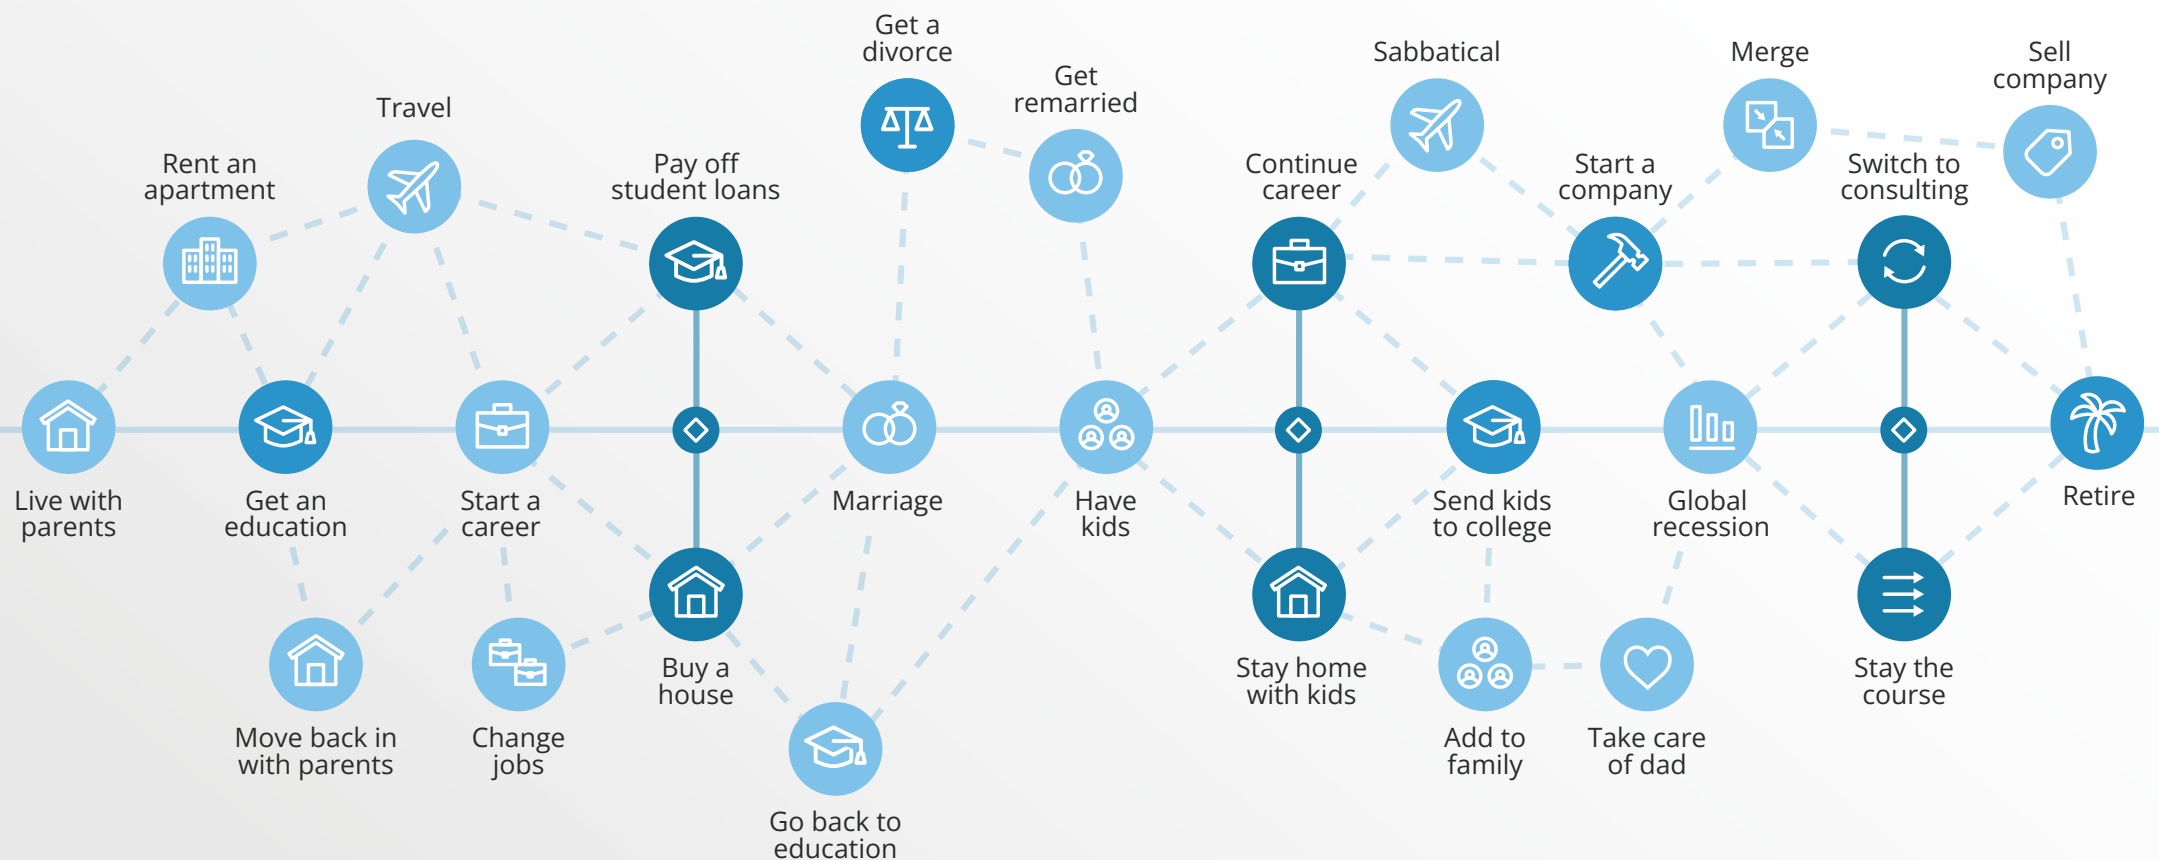 Get a
divorce
Sabbatical
Merge
Sell
company
Get
remarried
Travel
Rent an
apartment
Pay off
student loans
Continue
career
Start a
company
Switch to
consulting
Live with
parents
Get an
education
Start a
career
Marriage
Have
kids
Send kids
to college
Global
recession
Retire
Buy a
house
Stay home
with kids
Stay the
course
Move back in
with parents
Change
jobs
Add to
family
Take care
of dad
Go back to
education